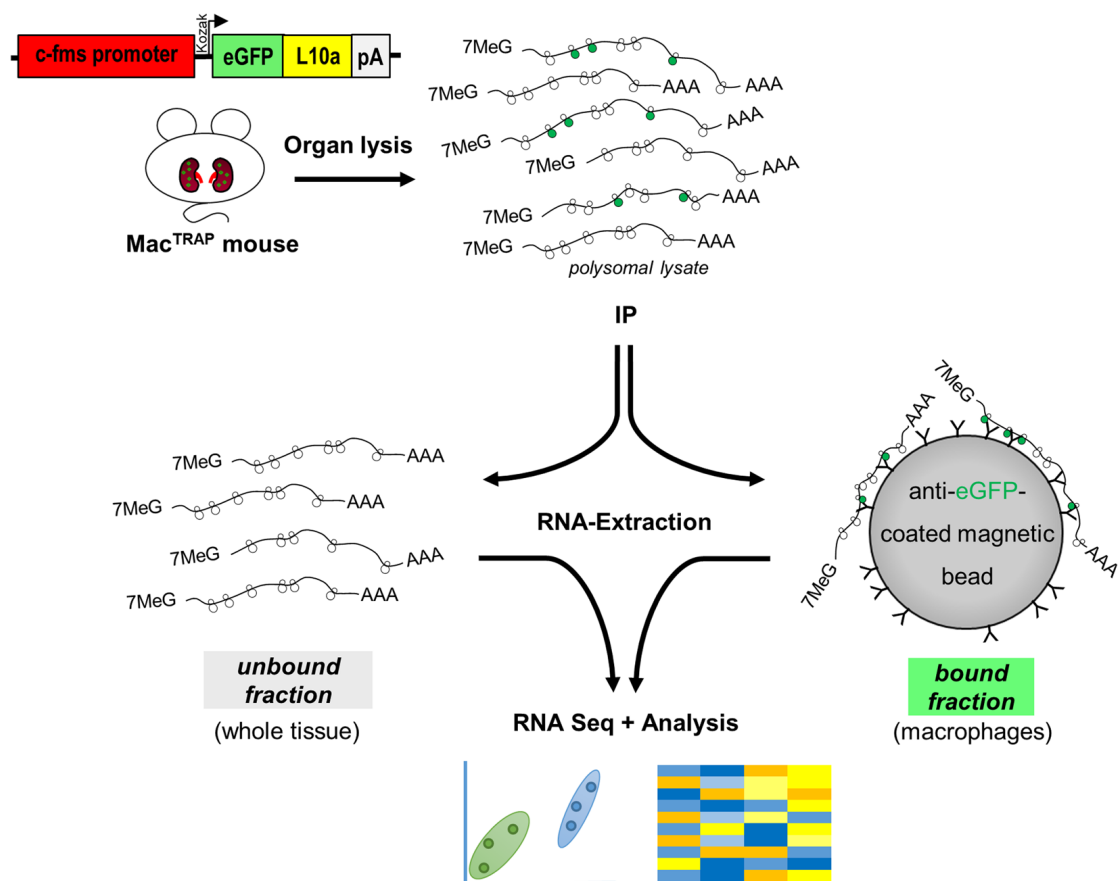 c-fms promoter
Kozak
eGFP
L10a
pA
Organ lysis
Mac^TRAP mouse
7MeG
AAA
7MeG
AAA
7MeG
AAA
7MeG
AAA
7MeG
AAA
7MeG
AAA
polysomal lysate
IP
7MeG
AAA
7MeG
AAA
7MeG
AAA
7MeG
AAA
RNA-Extraction
7MeG
AAA
7MeG
AAA
anti-eGFP-
coated magnetic
bead
unbound
fraction
(whole tissue)
bound
fraction
(macrophages)
RNA Seq + Analysis